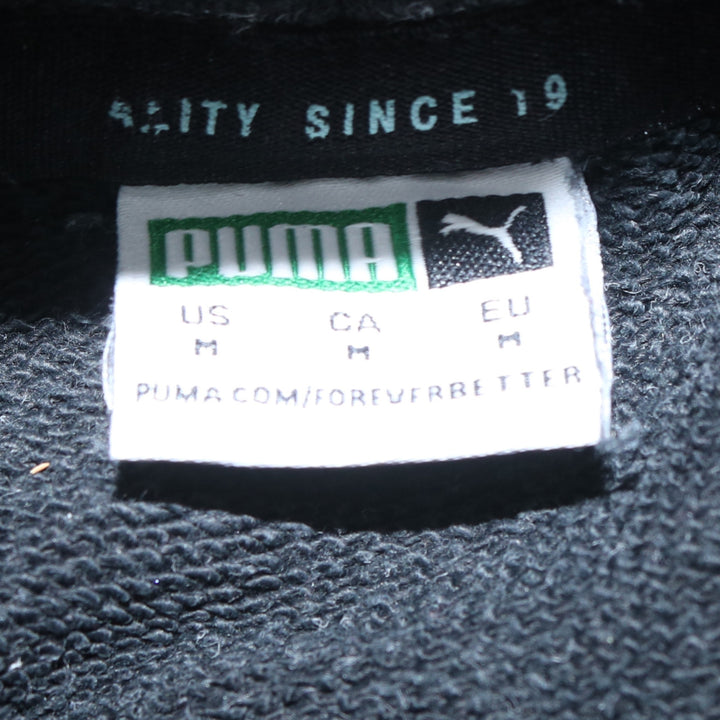 ALITY SINCE 19
PUMA
US CA EU
M M M
PUMA.COM/FOREVERBETTER